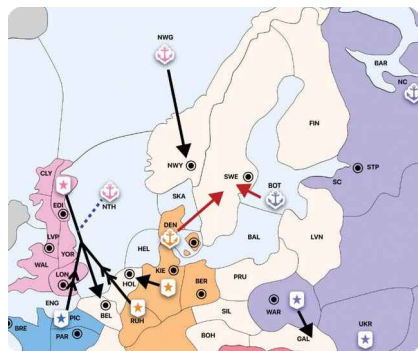 NWG
BAR
NC
FIN
NWY
SWE
STP
CLY
SC
BOT
EDI
NTH
SKA
DEN
LVP
HEL
BAL
LVN
YOR
WAL
KIE
BER
PRU
LON
HOL
ENG
BEL
RUH
SIL
WAR
PIC
BRE
PAR
BOH
GAL
UKR